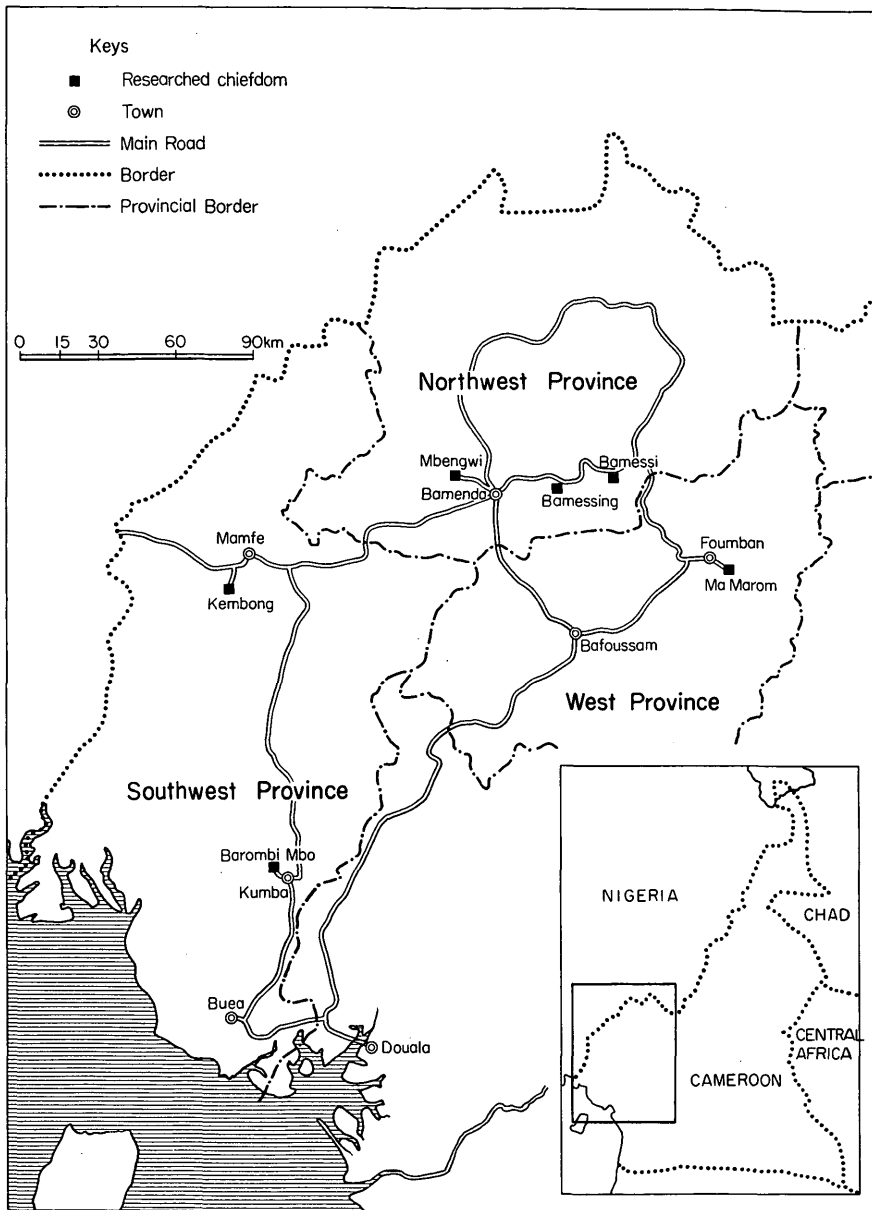 Keys
Researched chiefdom
Town
Main Road
Border
Provincial Border
0 15 30 60 90km
Northwest Province
Mbengwi
Bamessi
Bamenda
Bamessing
Mamfe
Foumban
Kembong
Ma Marom
Bafoussam
West Province
Southwest Province
Barombi Mbo
Kumba
NIGERIA
CHAD
Buea
CENTRAL
AFRICA
Douala
CAMEROON